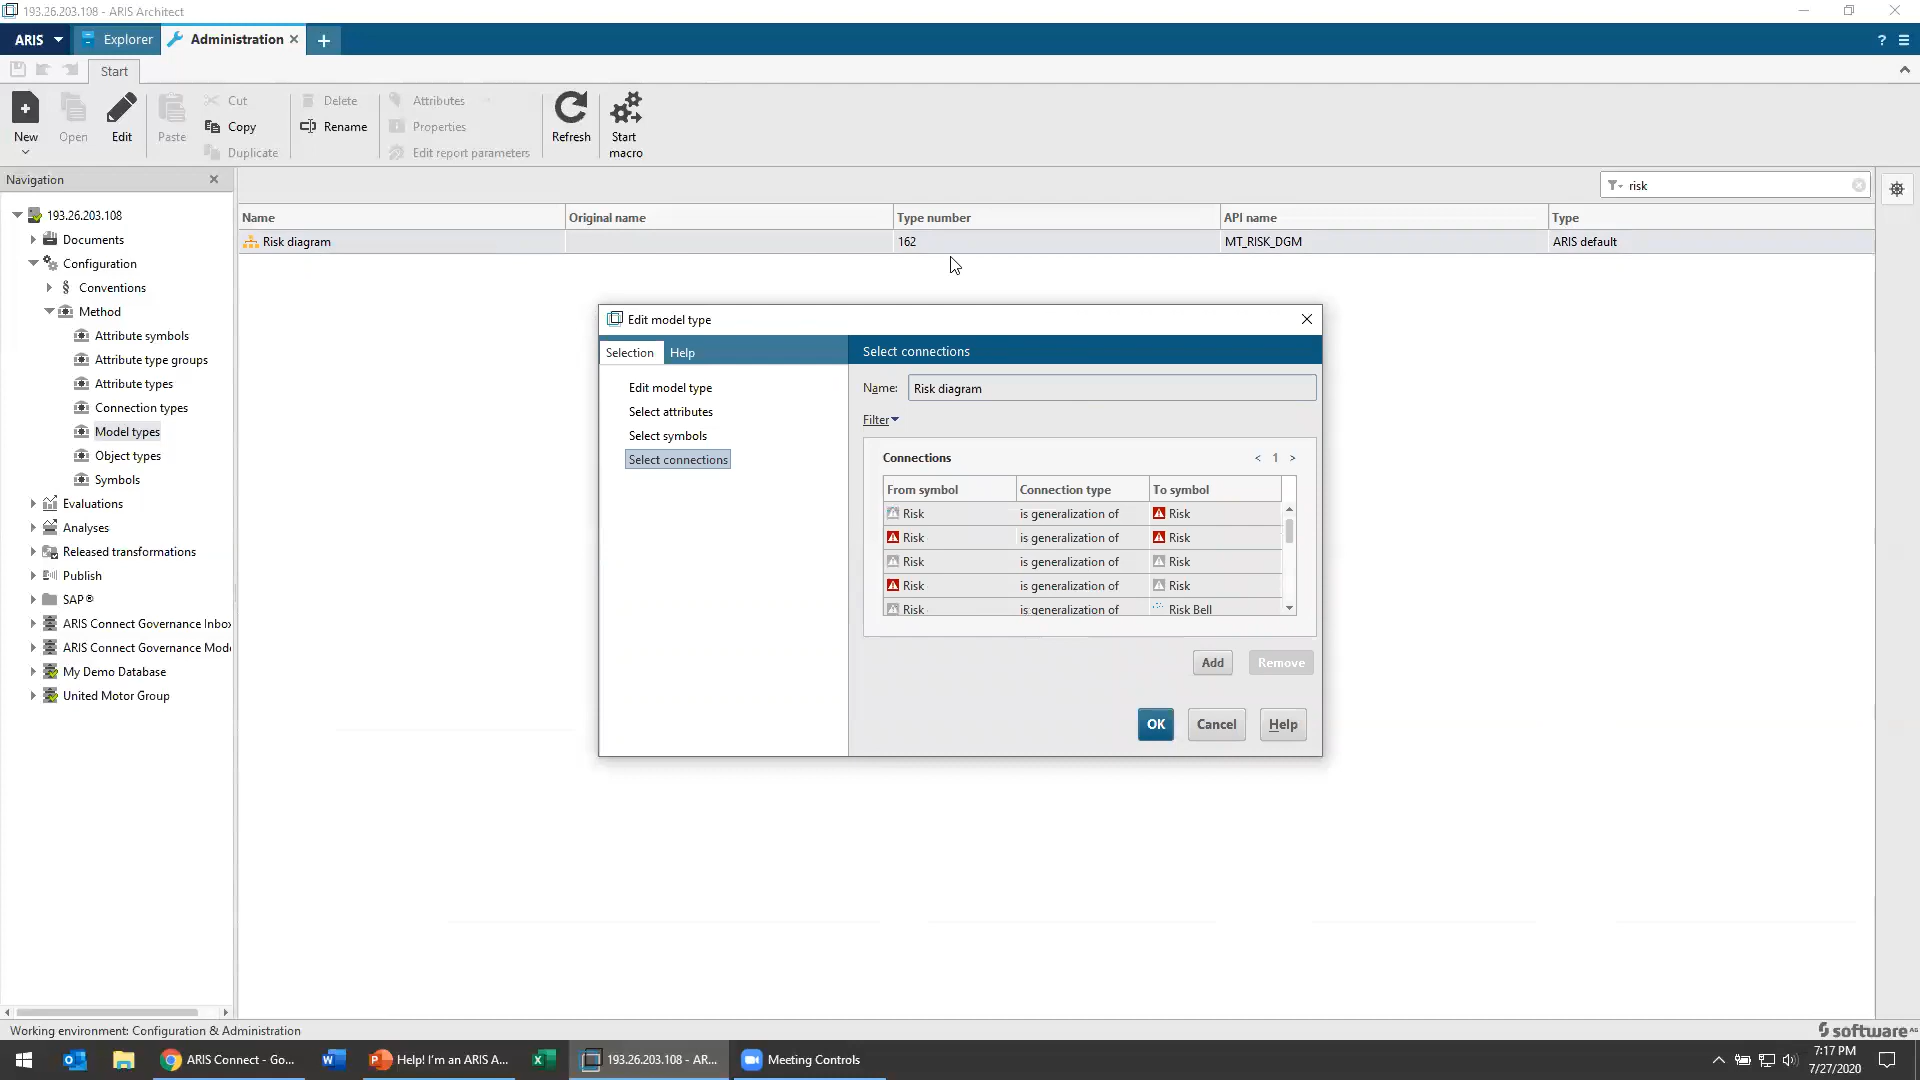 193.26.203.108 - ARIS Architect
ARIS
Explorer
Administration
Start
New
Open
Edit
Paste
Cut
Copy
Duplicate
Delete
Rename
Attributes
Properties
Edit report parameters
Refresh
Start
macro
Navigation
risk
193.26.203.108
Documents
Configuration
Conventions
Method
Attribute symbols
Attribute type groups
Attribute types
Connection types
Model types
Object types
Symbols
Evaluations
Analyses
Released transformations
Publish
SAP®
ARIS Connect Governance Inbo
ARIS Connect Governance Mod
My Demo Database
United Motor Group
Name Original name Type number API name Type
Risk diagram 162 MT_RISK_DGM ARIS default
Edit model type
Selection Help
Edit model type
Select attributes
Select symbols
Select connections
Select connections
Name: Risk diagram
Filter
Connections < 1 >
From symbol Connection type To symbol
Risk is generalization of Risk
Risk is generalization of Risk
Risk is generalization of Risk
Risk is generalization of Risk
Risk is generalization of Risk Bell
Add Remove
OK Cancel Help
Working environment: Configuration & Administration
software AG
ARIS Connect - Go...
Help! I'm an ARIS A...
193.26.203.108 - AR...
Meeting Controls
7:17 PM
7/27/2020